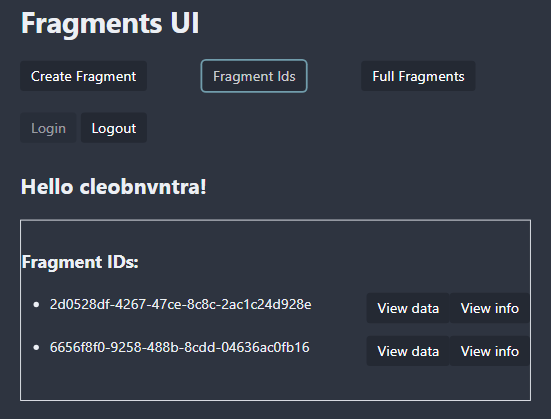 Fragments UI
Create Fragment Fragment Ids Full Fragments
Login Logout
Hello cleobnvntra!
Fragment IDs:
2d0528df-4267-47ce-8c8c-2ac1c24d928e View data View info
6656f8f0-9258-488b-8cdd-04636ac0fb16 View data View info